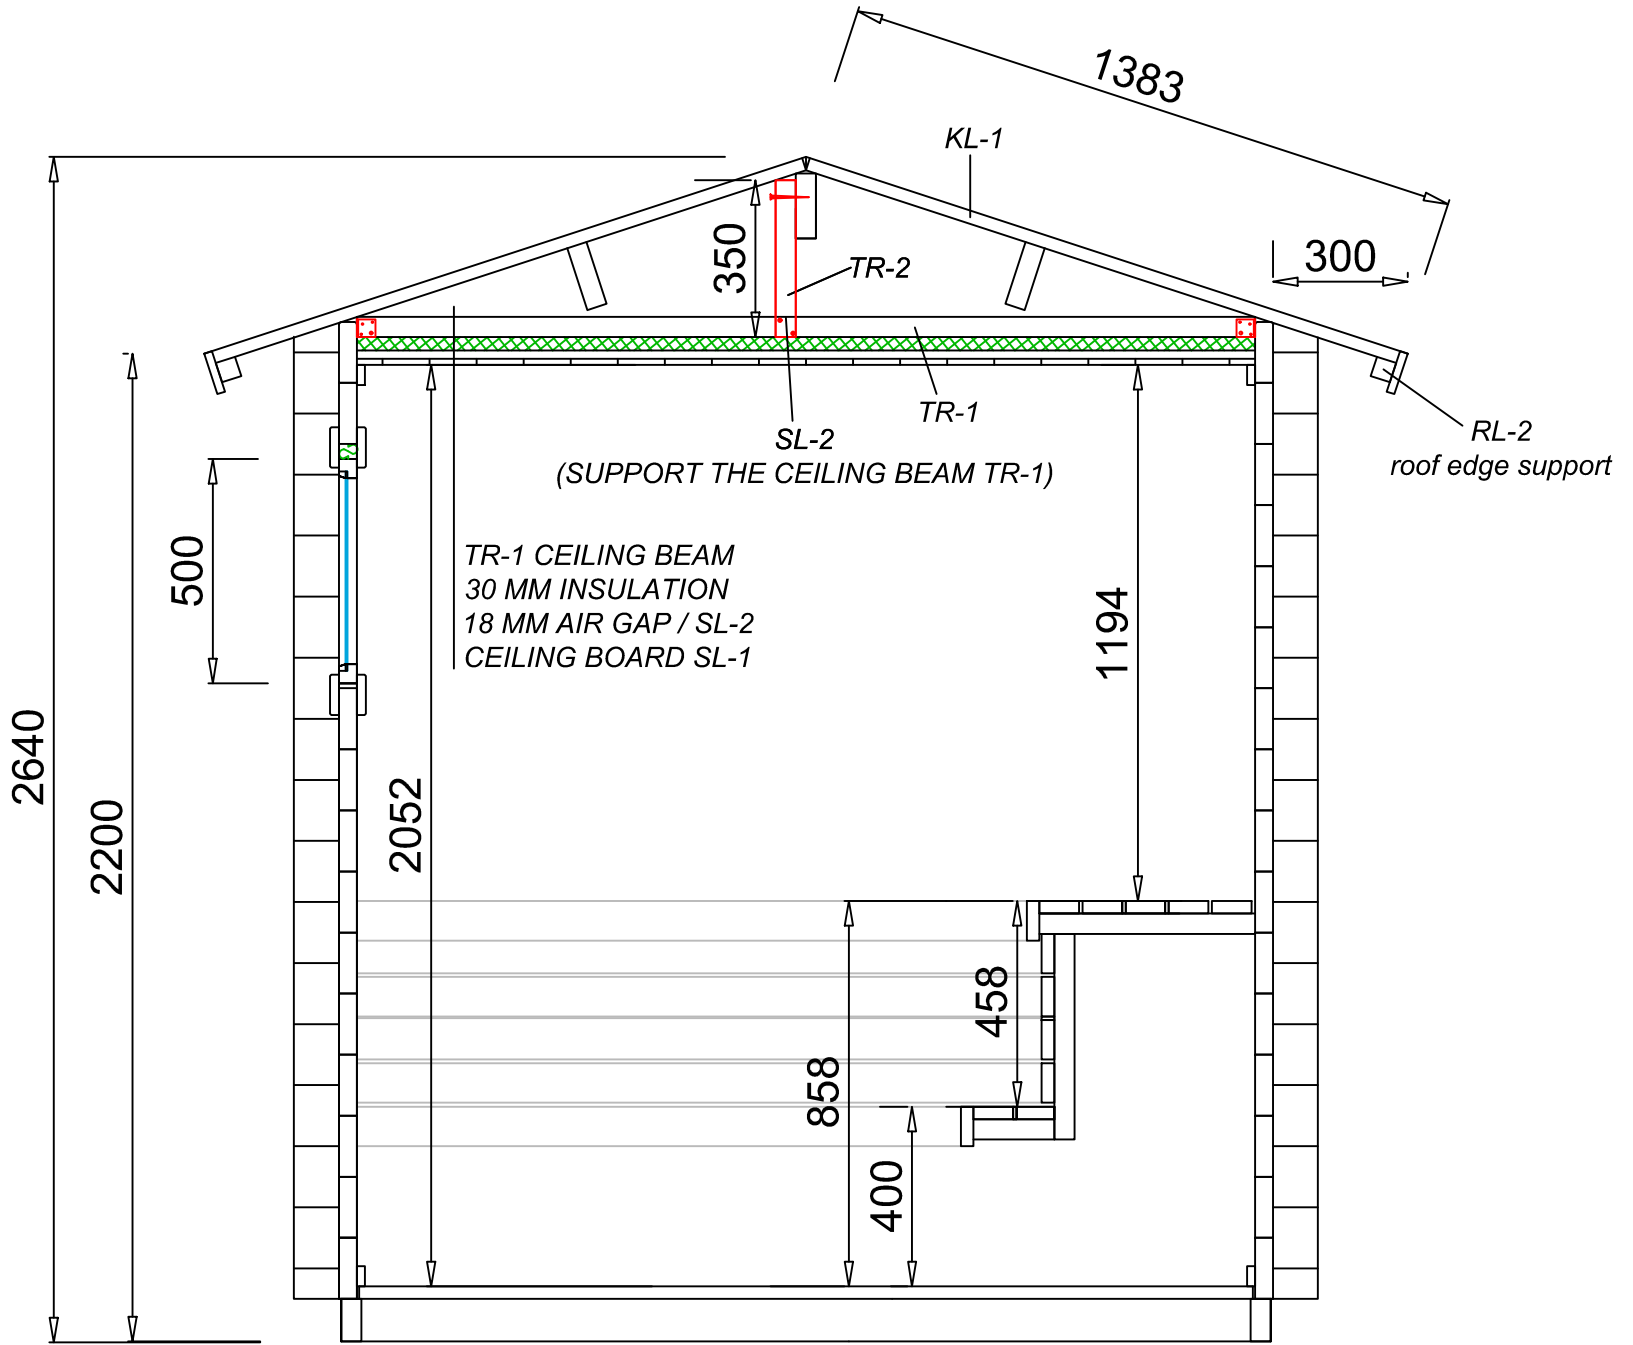 1383
KL-1
300
350
TR-2
TR-1
SL-2
(SUPPORT THE CEILING BEAM TR-1)
RL-2
roof edge support
500
TR-1 CEILING BEAM
30 MM INSULATION
18 MM AIR GAP / SL-2
CEILING BOARD SL-1
1194
2640
2200
2052
458
858
400